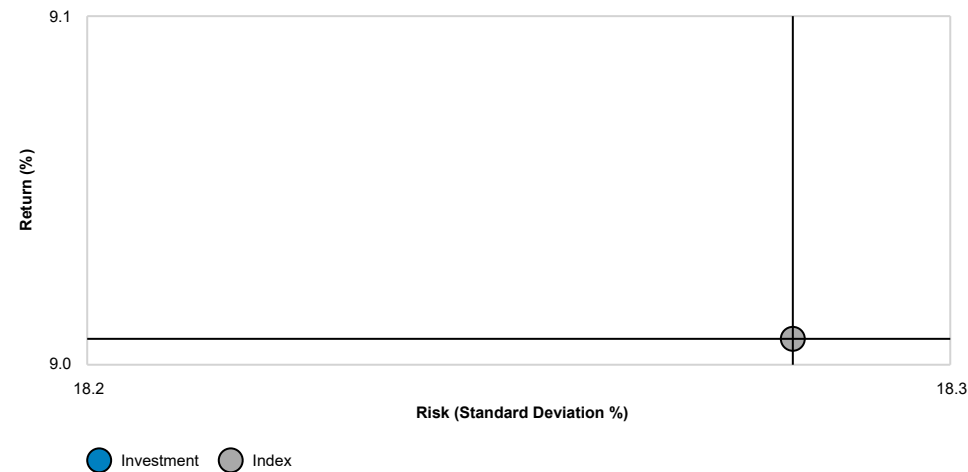 9.1
Return (%)
9.0
18.2 18.3
Risk (Standard Deviation %)
Investment Index